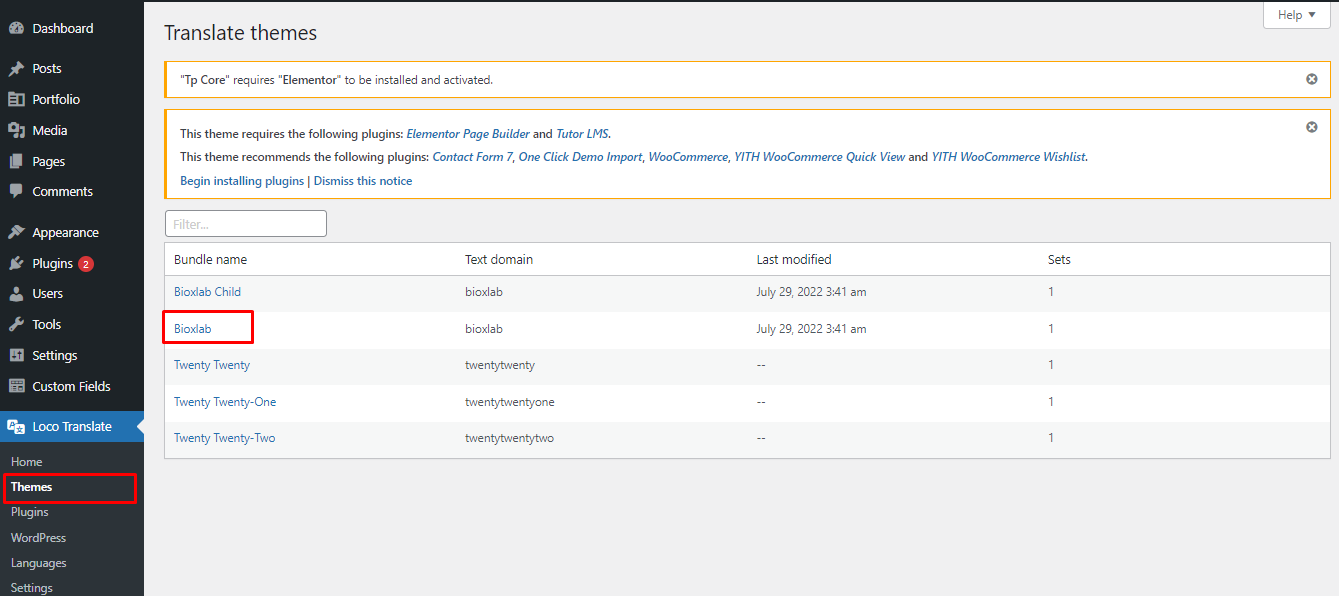 Help ▼
Dashboard
Posts
Portfolio
Media
Pages
Comments
Appearance
Plugins 2
Users
Tools
Settings
Custom Fields
Loco Translate
Home
Themes
Plugins
WordPress
Languages
Settings
Translate themes
"Tp Core" requires "Elementor" to be installed and activated.
This theme requires the following plugins: Elementor Page Builder and Tutor LMS.
This theme recommends the following plugins: Contact Form 7, One Click Demo Import, WooCommerce, YITH WooCommerce Quick View and YITH WooCommerce Wishlist.
Begin installing plugins | Dismiss this notice
Filter...
Bundle name Text domain Last modified Sets
Bioxlab Child bioxlab July 29, 2022 3:41 am 1
Bioxlab bioxlab July 29, 2022 3:41 am 1
Twenty Twenty twentytwenty -- 1
Twenty Twenty-One twentytwentyone -- 1
Twenty Twenty-Two twentytwentytwo -- 1